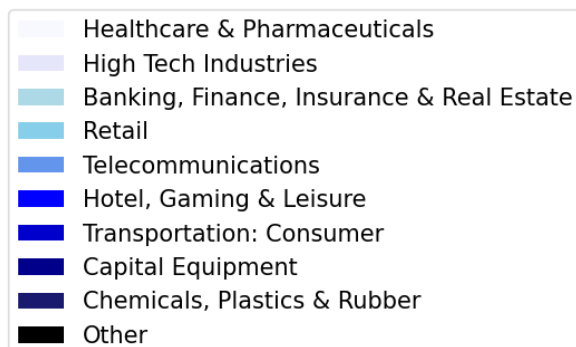 Healthcare & Pharmaceuticals
High Tech Industries
Banking, Finance, Insurance & Real Estate
Retail
Telecommunications
Hotel, Gaming & Leisure
Transportation: Consumer
Capital Equipment
Chemicals, Plastics & Rubber
Other